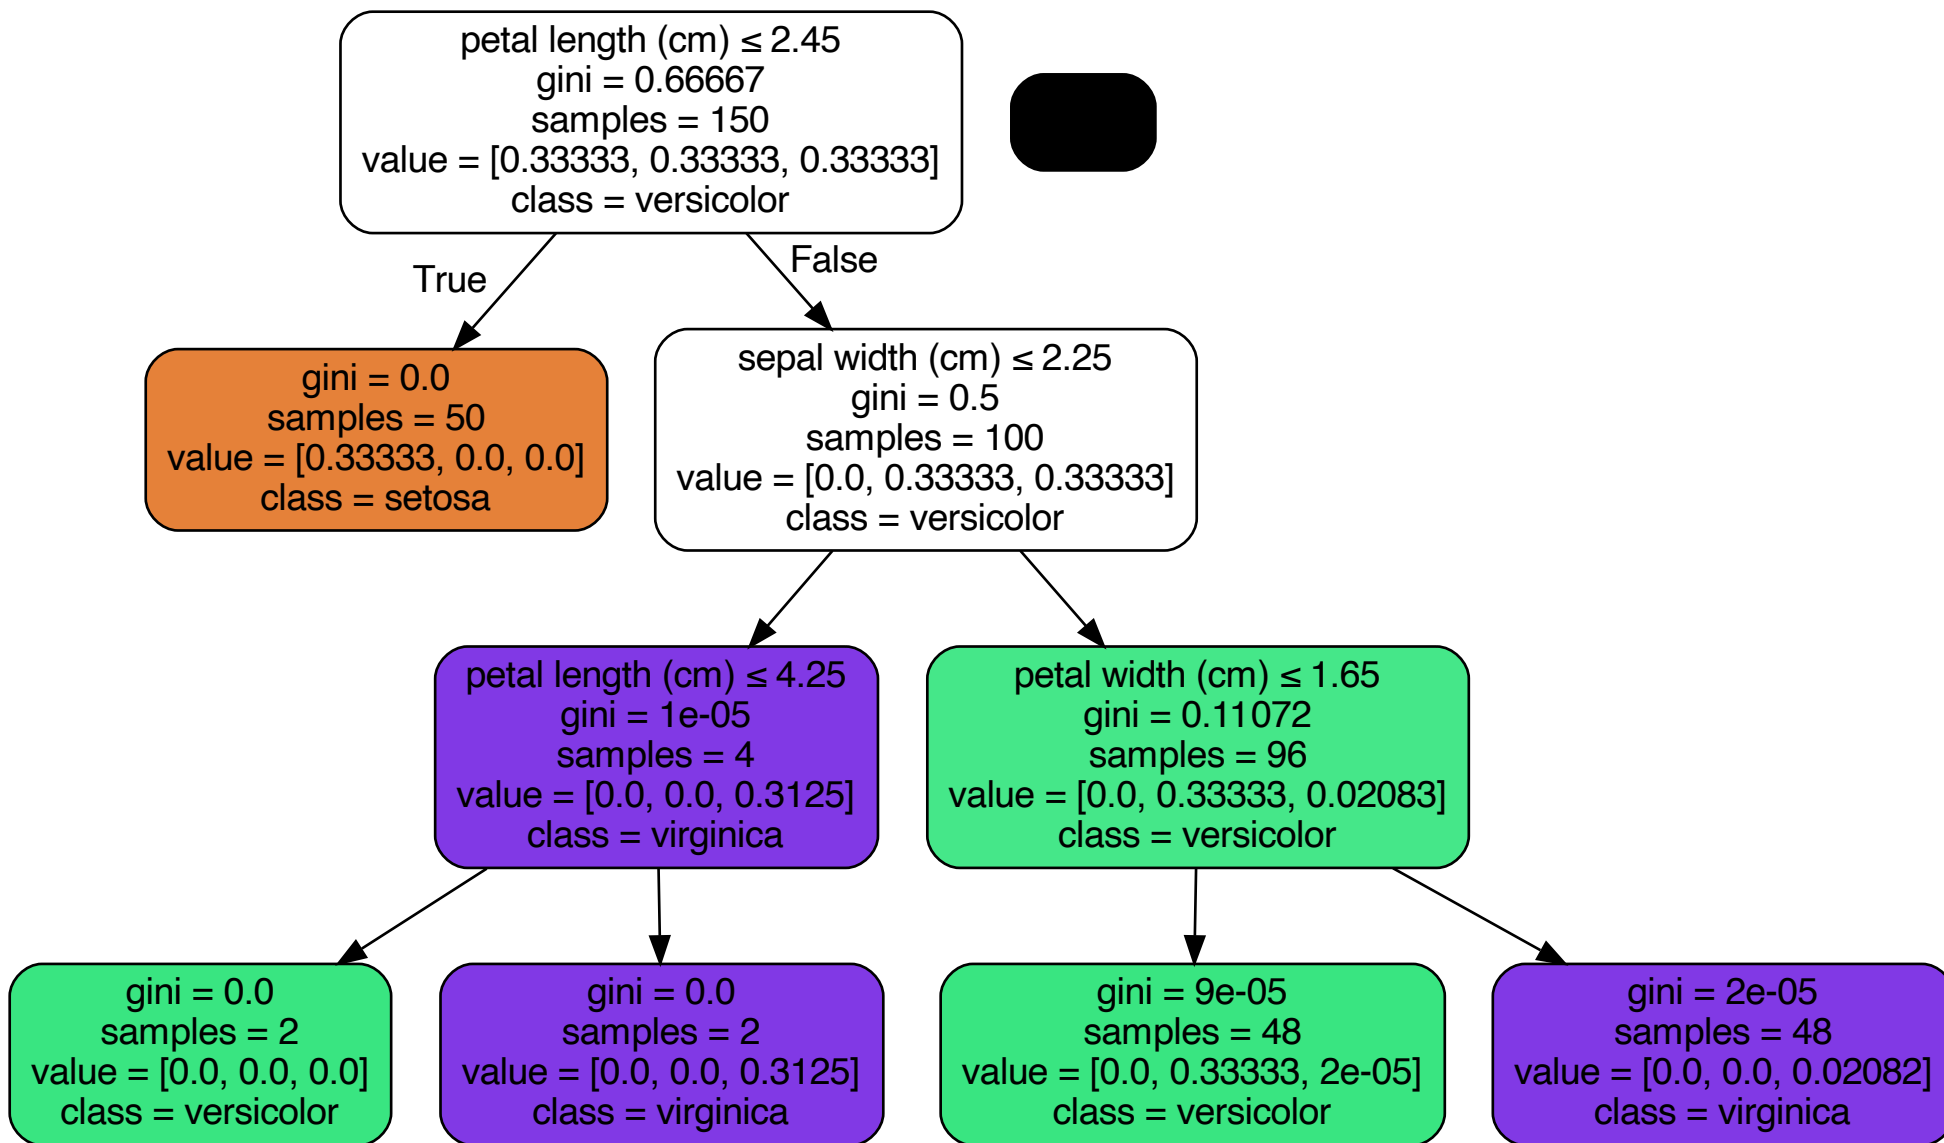 petal length (cm) ≤ 2.45
gini = 0.66667
samples = 150
value = [0.33333, 0.33333, 0.33333]
class = versicolor
True
False
gini = 0.0
samples = 50
value = [0.33333, 0.0, 0.0]
class = setosa
sepal width (cm) ≤ 2.25
gini = 0.5
samples = 100
value = [0.0, 0.33333, 0.33333]
class = versicolor
petal length (cm) ≤ 4.25
gini = 1e-05
samples = 4
value = [0.0, 0.0, 0.3125]
class = virginica
petal width (cm) ≤ 1.65
gini = 0.11072
samples = 96
value = [0.0, 0.33333, 0.02083]
class = versicolor
gini = 0.0
samples = 2
value = [0.0, 0.0, 0.0]
class = versicolor
gini = 0.0
samples = 2
value = [0.0, 0.0, 0.3125]
class = virginica
gini = 9e-05
samples = 48
value = [0.0, 0.33333, 2e-05]
class = versicolor
gini = 2e-05
samples = 48
value = [0.0, 0.0, 0.02082]
class = virginica